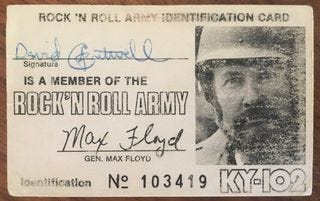 ROCK 'N ROLL ARMY IDENTIFICATION CARD
David
Signature
IS A MEMBER OF THE
ROCK'N ROLL ARMY
Max Floyd
GEN. MAX FLOYD
Identification Nº 103419 KY-102